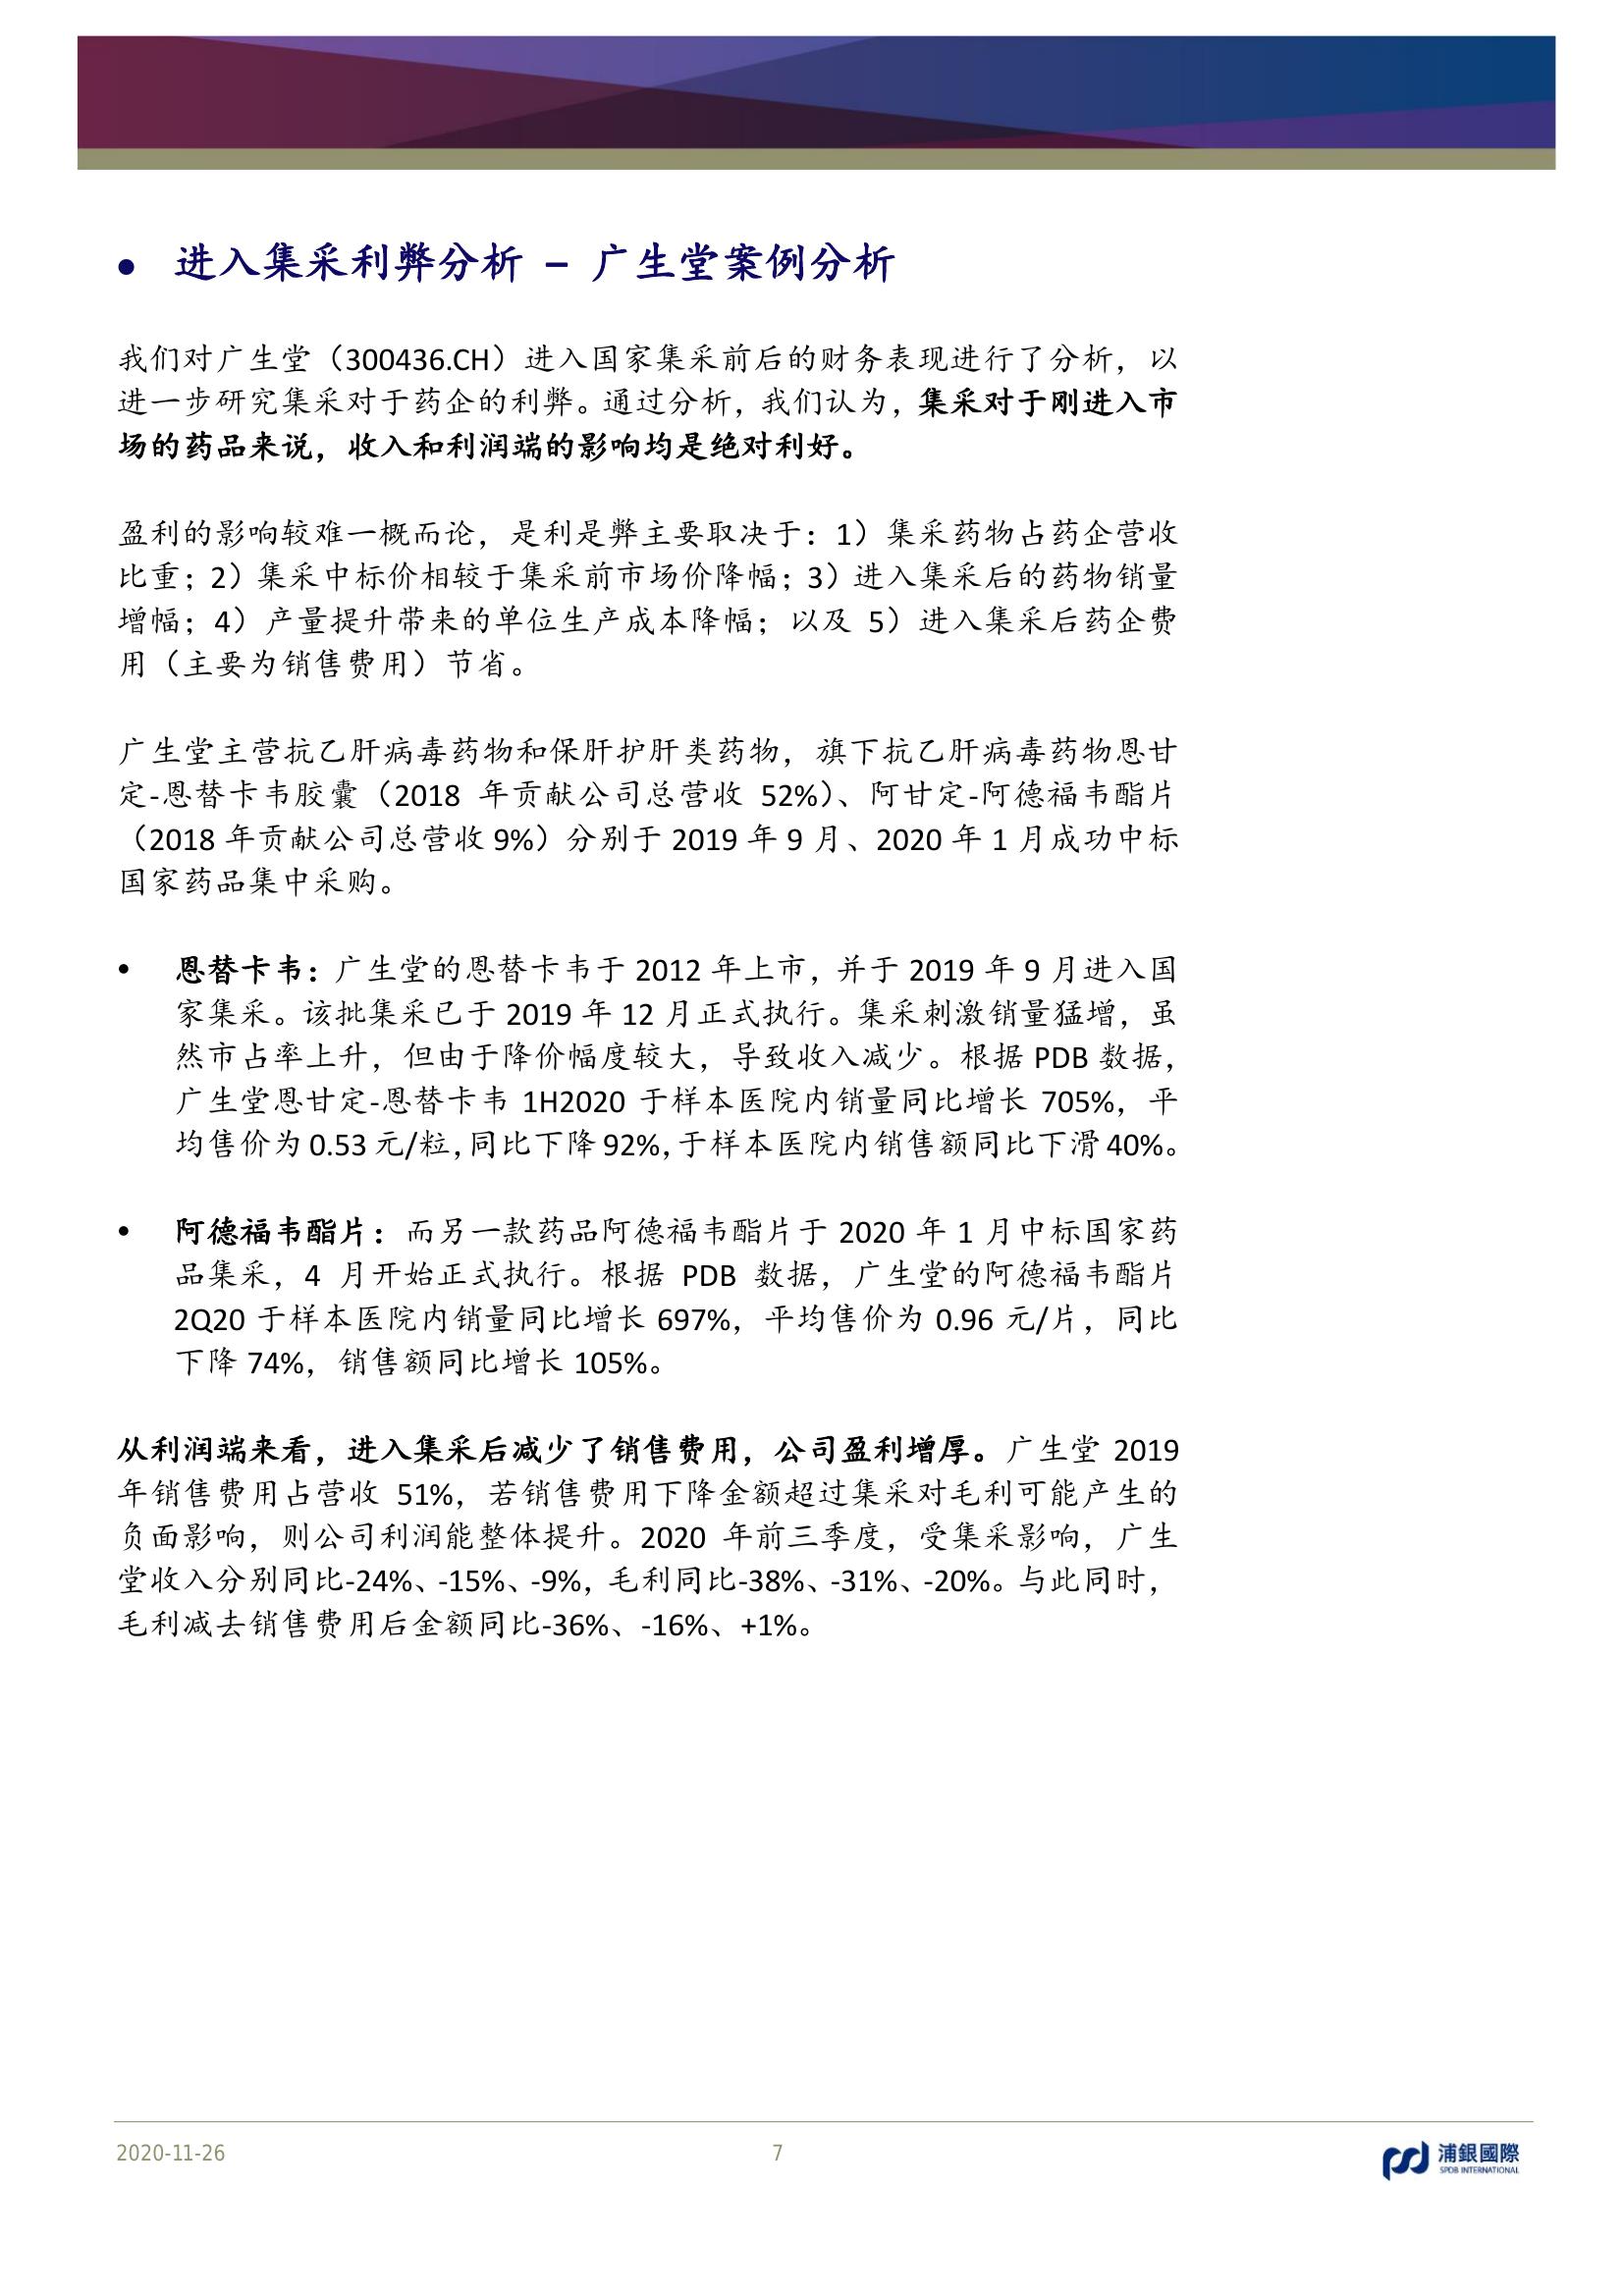 ● 进入集采利弊分析 – 广生堂案例分析
我们对广生堂（300436.CH）进入国家集采前后的财务表现进行了分析，以
进一步研究集采对于药企的利弊。通过分析，我们认为，集采对于刚进入市
场的药品来说，收入和利润端的影响均是绝对利好。
盈利的影响较难一概而论，是利是弊主要取决于：1）集采药物占药企营收
比重；2）集采中标价相较于集采前市场价降幅；3）进入集采后的药物销量
增幅；4）产量提升带来的单位生产成本降幅；以及 5）进入集采后药企费
用（主要为销售费用）节省。
广生堂主营抗乙肝病毒药物和保肝护肝类药物，旗下抗乙肝病毒药物恩甘
定-恩替卡韦胶囊（2018 年贡献公司总营收 52%）、阿甘定-阿德福韦酯片
（2018 年贡献公司总营收 9%）分别于 2019 年 9 月、2020 年 1 月成功中标
国家药品集中采购。
• 恩替卡韦：广生堂的恩替卡韦于 2012 年上市，并于 2019 年 9 月进入国
家集采。该批集采已于 2019 年 12 月正式执行。集采刺激销量猛增，虽
然市占率上升，但由于降价幅度较大，导致收入减少。根据 PDB 数据，
广生堂恩甘定-恩替卡韦 1H2020 于样本医院内销量同比增长 705%，平
均售价为 0.53 元/粒，同比下降 92%，于样本医院内销售额同比下滑 40%。
• 阿德福韦酯片：而另一款药品阿德福韦酯片于 2020 年 1 月中标国家药
品集采，4 月开始正式执行。根据 PDB 数据，广生堂的阿德福韦酯片
2Q20 于样本医院内销量同比增长 697%，平均售价为 0.96 元/片，同比
下降 74%，销售额同比增长 105%。
从利润端来看，进入集采后减少了销售费用，公司盈利增厚。广生堂 2019
年销售费用占营收 51%，若销售费用下降金额超过集采对毛利可能产生的
负面影响，则公司利润能整体提升。2020 年前三季度，受集采影响，广生
堂收入分别同比-24%、-15%、-9%，毛利同比-38%、-31%、-20%。与此同时，
毛利减去销售费用后金额同比-36%、-16%、+1%。
2020-11-26
7
浦銀國際
SPDB INTERNATIONAL